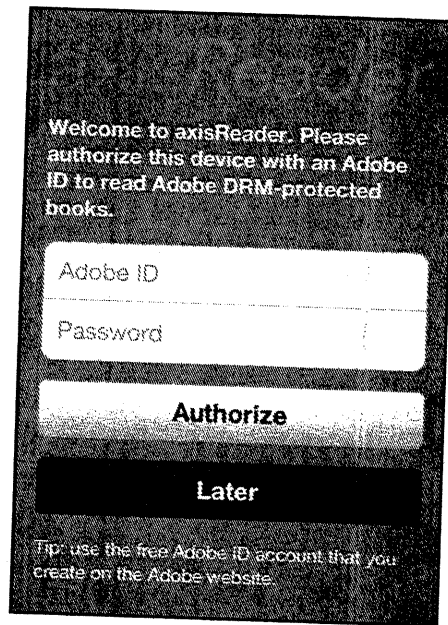 axisReader
Welcome to axisReader. Please
authorize this device with an Adobe
ID to read Adobe DRM-protected
books.
Adobe ID
Password
Authorize
Later
Tip: use the free Adobe ID account that you
create on the Adobe website.